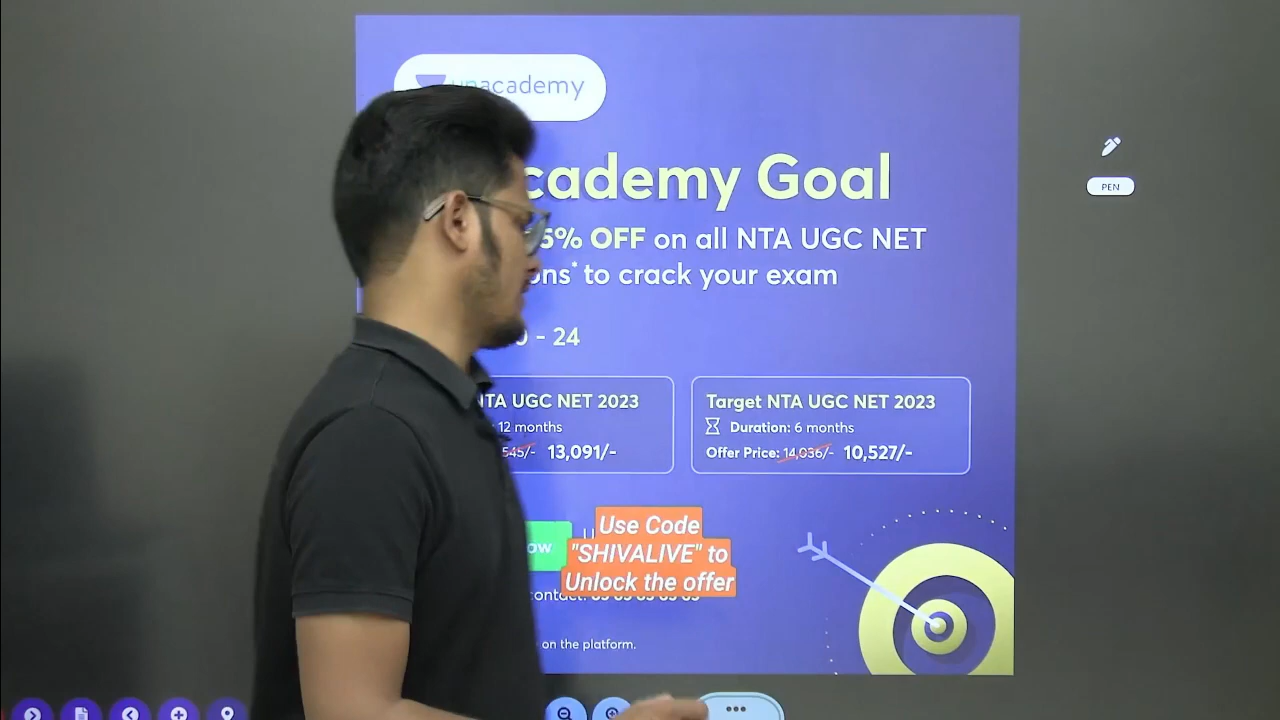 unacademy
cademy Goal
5% OFF on all NTA UGC NET
ons* to crack your exam
0 - 24
NTA UGC NET 2023
12 months
545/- 13,091/-
Target NTA UGC NET 2023
Duration: 6 months
Offer Price: 14,036/- 10,527/-
ow
Use Code
"SHIVALIVE" to
Unlock the offer
on the platform.
PEN